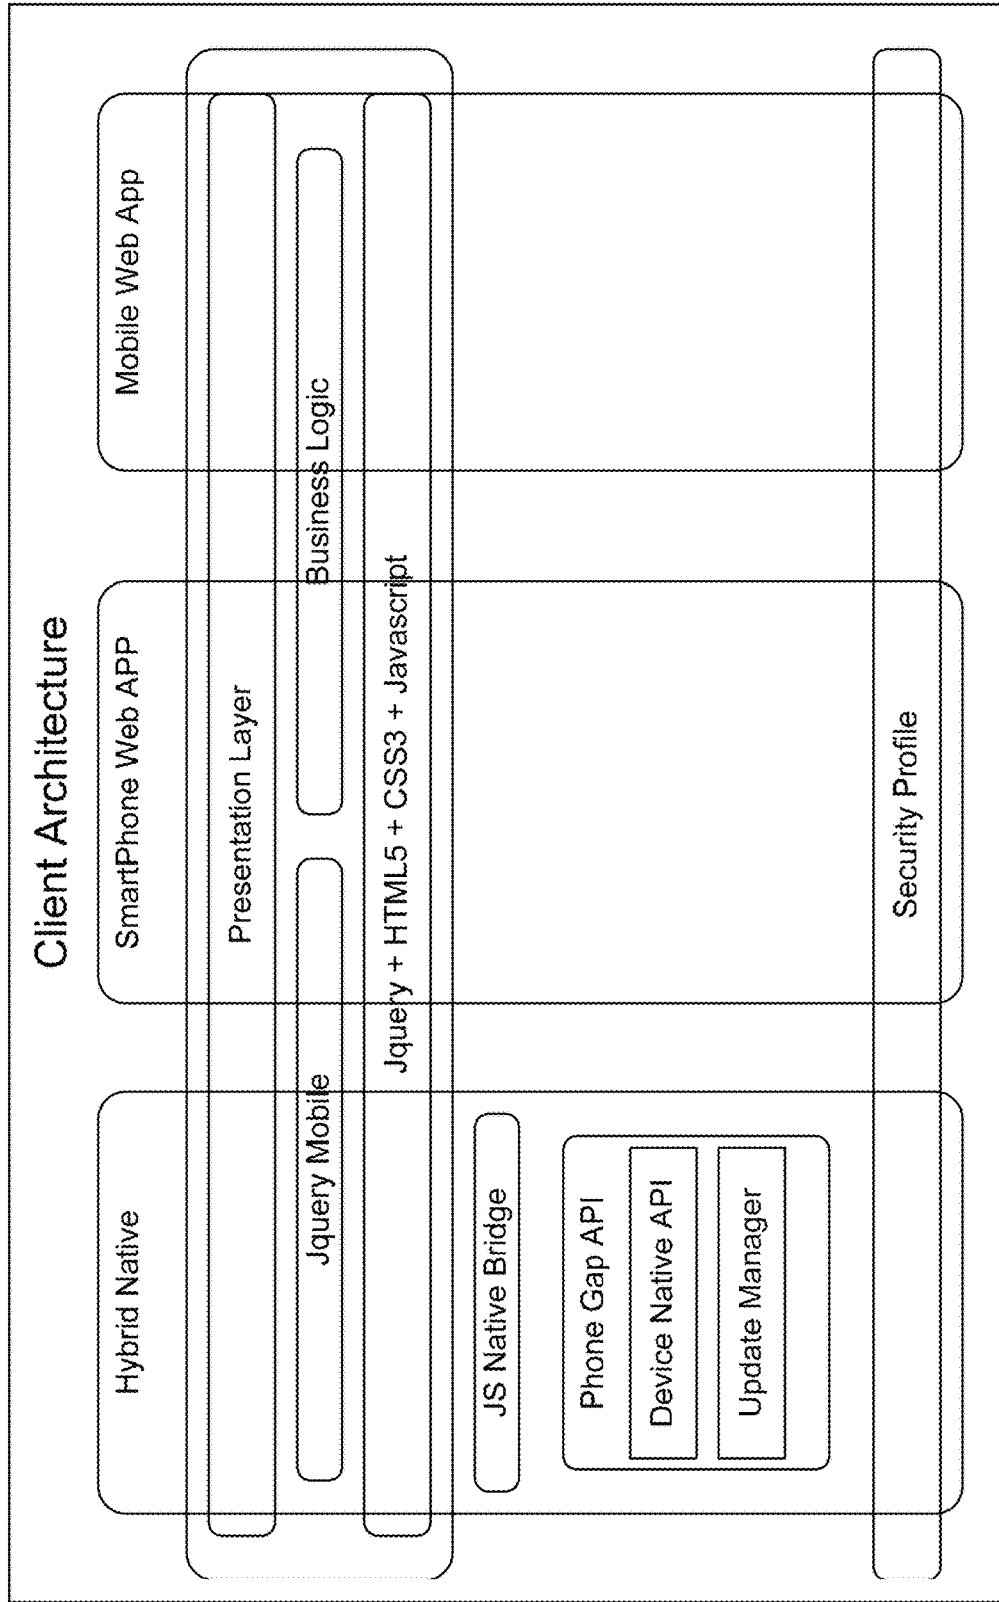 Client Architecture
Hybrid Native
SmartPhone Web APP
Mobile Web App
Presentation Layer
Jquery Mobile
Business Logic
Jquery + HTML5 + CSS3 + Javascript
JS Native Bridge
Phone Gap API
Device Native API
Update Manager
Security Profile